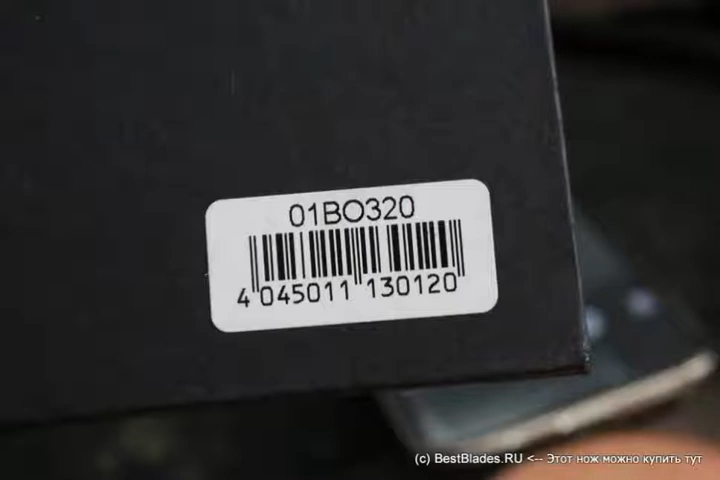 01BO320
4 045011 130120
(c) BestBlades.RU <-- Этот нож можно купить тут